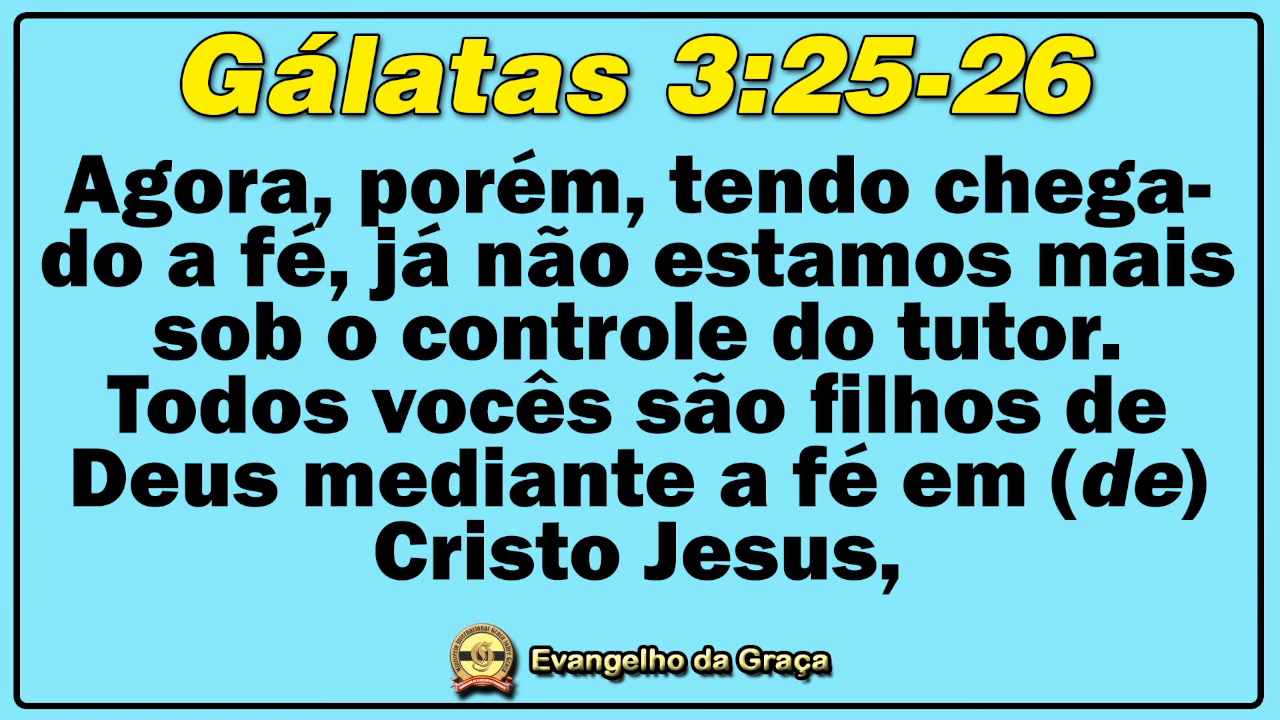 Gálatas 3:25-26
Agora, porém, tendo chega-
do a fé, já não estamos mais
sob o controle do tutor.
Todos vocês são filhos de
Deus mediante a fé em (de)
Cristo Jesus,
Evangelho da Graça